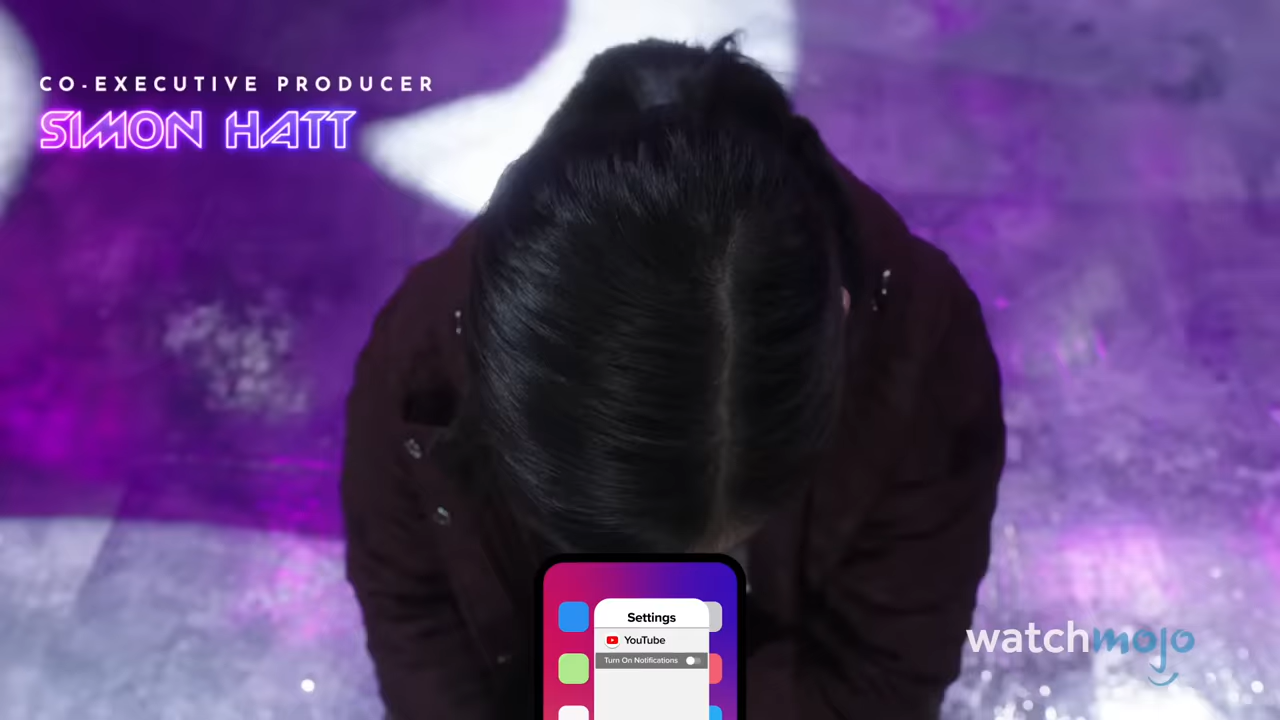 CO-EXECUTIVE PRODUCER
SIMON HATT
Settings
YouTube
Turn On Notifications
watchmojo